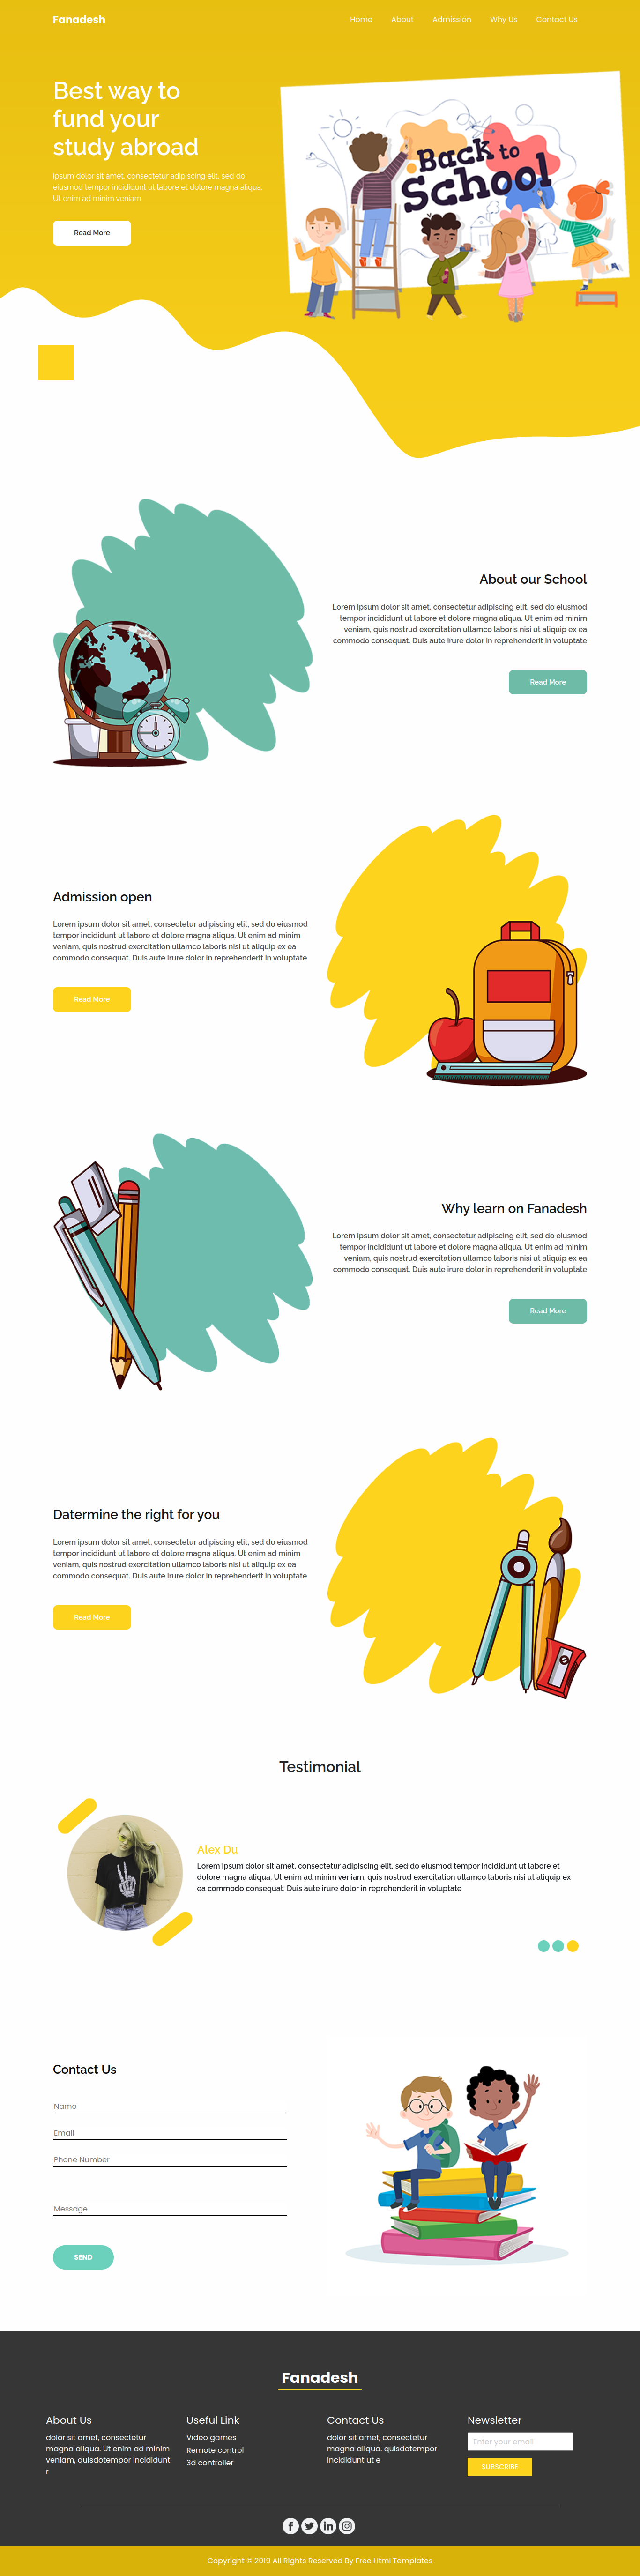 Fanadesh
Home About Admission Why Us Contact Us
Best way to
fund your
study abroad
ipsum dolor sit amet, consectetur adipiscing elit, sed do
eiusmod tempor incididunt ut labore et dolore magna aliqua.
Ut enim ad minim veniam
Read More
Back to
School
About our School
Lorem ipsum dolor sit amet, consectetur adipiscing elit, sed do eiusmod
tempor incididunt ut labore et dolore magna aliqua. Ut enim ad minim
veniam, quis nostrud exercitation ullamco laboris nisi ut aliquip ex ea
commodo consequat. Duis aute irure dolor in reprehenderit in voluptate
Read More
Admission open
Lorem ipsum dolor sit amet, consectetur adipiscing elit, sed do eiusmod
tempor incididunt ut labore et dolore magna aliqua. Ut enim ad minim
veniam, quis nostrud exercitation ullamco laboris nisi ut aliquip ex ea
commodo consequat. Duis aute irure dolor in reprehenderit in voluptate
Read More
Why learn on Fanadesh
Lorem ipsum dolor sit amet, consectetur adipiscing elit, sed do eiusmod
tempor incididunt ut labore et dolore magna aliqua. Ut enim ad minim
veniam, quis nostrud exercitation ullamco laboris nisi ut aliquip ex ea
commodo consequat. Duis aute irure dolor in reprehenderit in voluptate
Read More
Datermine the right for you
Lorem ipsum dolor sit amet, consectetur adipiscing elit, sed do eiusmod
tempor incididunt ut labore et dolore magna aliqua. Ut enim ad minim
veniam, quis nostrud exercitation ullamco laboris nisi ut aliquip ex ea
commodo consequat. Duis aute irure dolor in reprehenderit in voluptate
Read More
Testimonial
Alex Du
Lorem ipsum dolor sit amet, consectetur adipiscing elit, sed do eiusmod tempor incididunt ut labore et
dolore magna aliqua. Ut enim ad minim veniam, quis nostrud exercitation ullamco laboris nisi ut aliquip ex
ea commodo consequat. Duis aute irure dolor in reprehenderit in voluptate
Contact Us
Name
Email
Phone Number
Message
SEND
Fanadesh
About Us
dolor sit amet, consectetur
magna aliqua. Ut enim ad minim
veniam, quisdotempor incididunt
r
Useful Link
Video games
Remote control
3d controller
Contact Us
dolor sit amet, consectetur
magna aliqua. quisdotempor
incididunt ut e
Newsletter
Enter your email
SUBSCRIBE
Copyright © 2019 All Rights Reserved By Free Html Templates